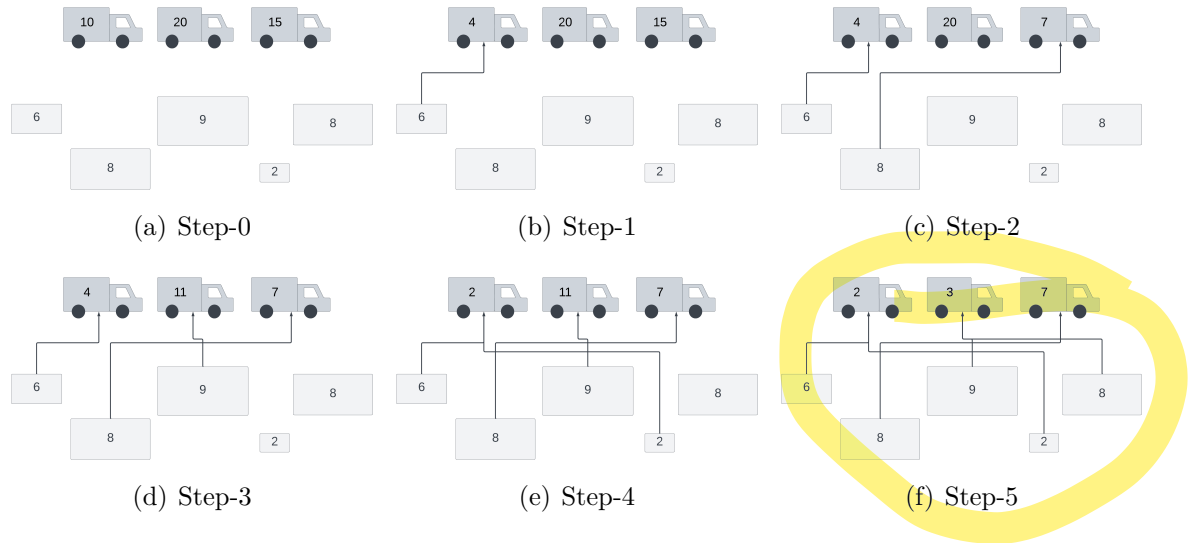 10 20 15
6 9 8
8 2
(a) Step-0
4 20 15
6 9 8
8 2
(b) Step-1
4 20 7
6 9 8
8 2
(c) Step-2
4 11 7
6 9 8
8 2
(d) Step-3
2 11 7
6 9 8
8 2
(e) Step-4
2 3 7
6 9 8
8 2
(f) Step-5